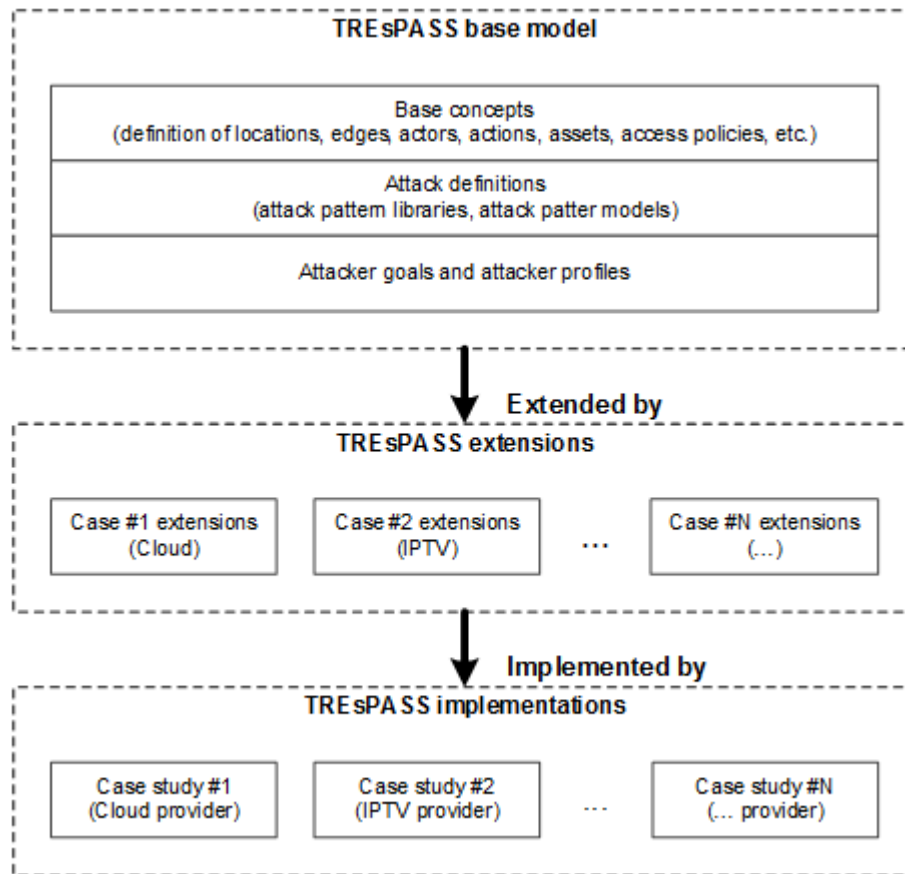 TREsPASS base model
Base concepts
(definition of locations, edges, actors, actions, assets, access policies, etc.)
Attack definitions
(attack pattern libraries, attack patter models)
Attacker goals and attacker profiles
Extended by
TREsPASS extensions
Case #1 extensions
(Cloud)
Case #2 extensions
(IPTV)
...
Case #N extensions
(...)
Implemented by
TREsPASS implementations
Case study #1
(Cloud provider)
Case study #2
(IPTV provider)
...
Case study #N
(... provider)